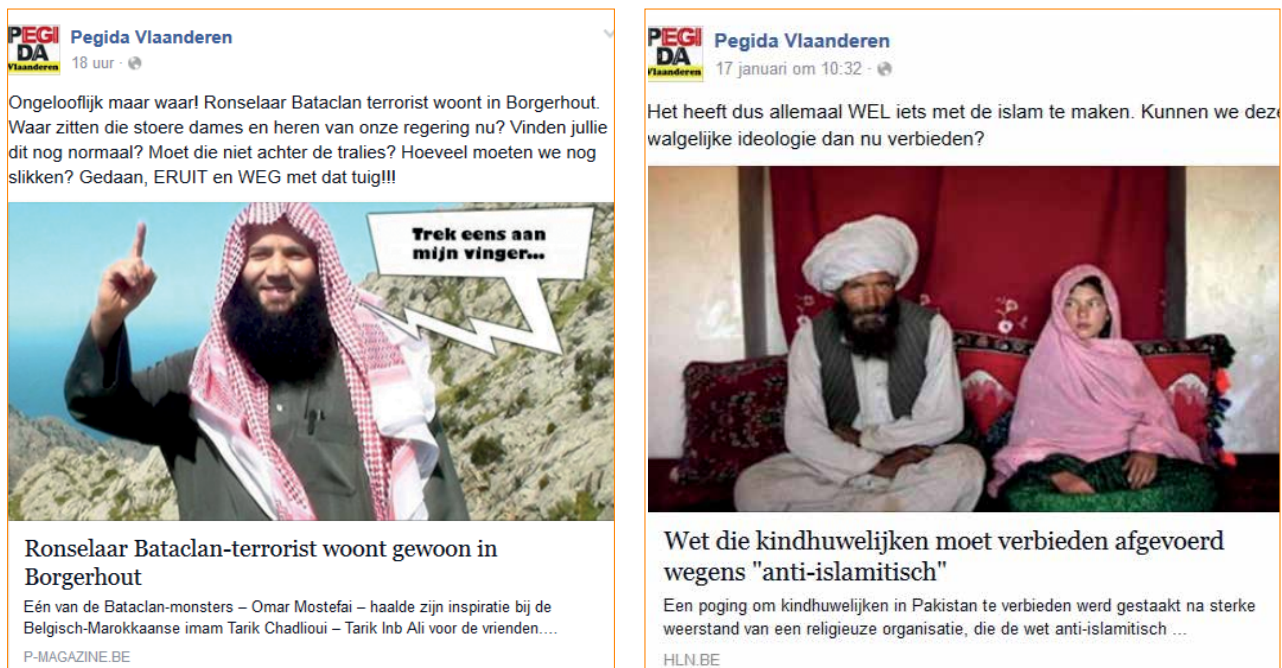 PEGI
DA
Vlaanderen
Pegida Vlaanderen
18 uur ·
Ongelooflijk maar waar! Ronselaar Bataclan terrorist woont in Borgerhout.
Waar zitten die stoere dames en heren van onze regering nu? Vinden jullie
dit nog normaal? Moet die niet achter de tralies? Hoeveel moeten we nog
slikken? Gedaan, ERUIT en WEG met dat tuig!!!
Trek eens aan
mijn vinger...
Ronselaar Bataclan-terrorist woont gewoon in
Borgerhout
Eén van de Bataclan-monsters – Omar Mostefai – haalde zijn inspiratie bij de
Belgisch-Marokkaanse imam Tarik Chadlioui – Tarik Inb Ali voor de vrienden....
P-MAGAZINE.BE
PEGI
DA
Vlaanderen
Pegida Vlaanderen
17 januari om 10:32 ·
Het heeft dus allemaal WEL iets met de islam te maken. Kunnen we deze
walgelijke ideologie dan nu verbieden?
Wet die kindhuwelijken moet verbieden afgevoerd
wegens "anti-islamitisch"
Een poging om kindhuwelijken in Pakistan te verbieden werd gestaakt na sterke
weerstand van een religieuze organisatie, die de wet anti-islamitisch ...
HLN.BE